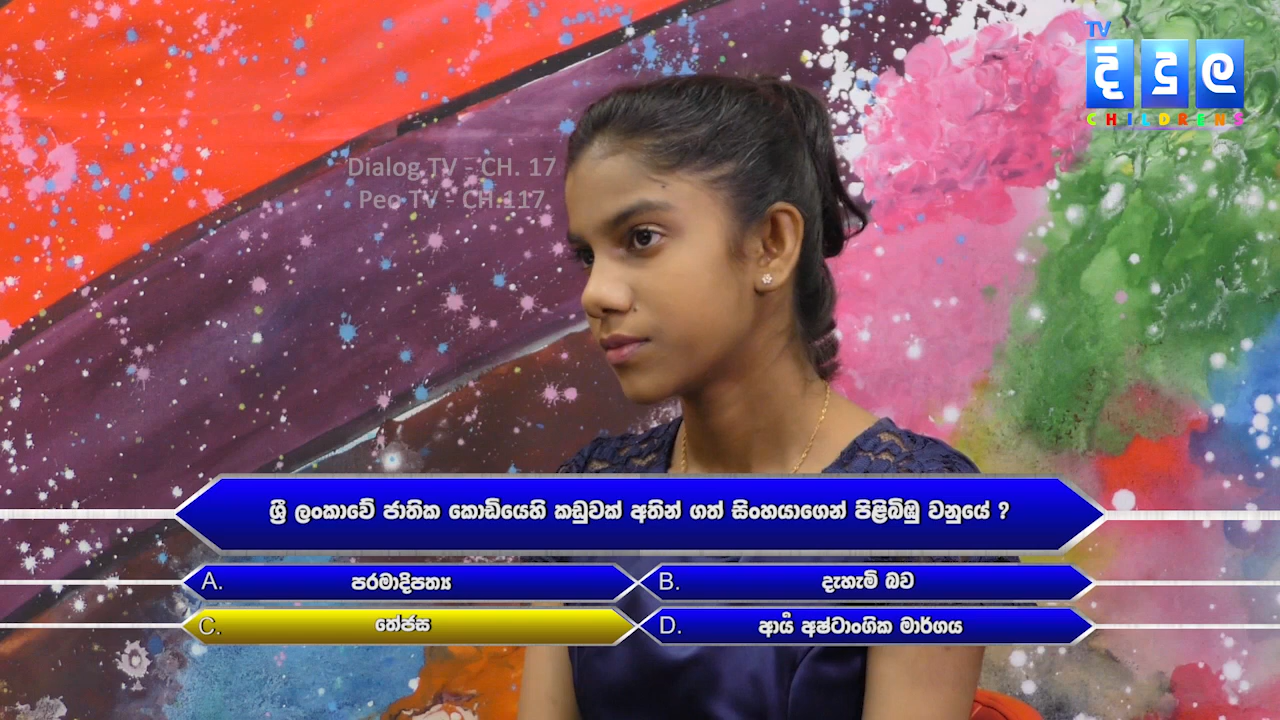 TV
දිදුල
CHILDRENS
Dialog TV - CH. 17
Peo TV - CH.117
ශ්‍රී ලංකාවේ ජාතික කොඩියෙහි කඩුවක් අතින් ගත් සිංහයාගෙන් පිළිබිඹු වනුයේ ?
A. පරමාදිපත්‍ය
B. දැහැමි බව
C. තේජස
D. ආර්‍ය අෂ්ටාංගික මාර්ගය